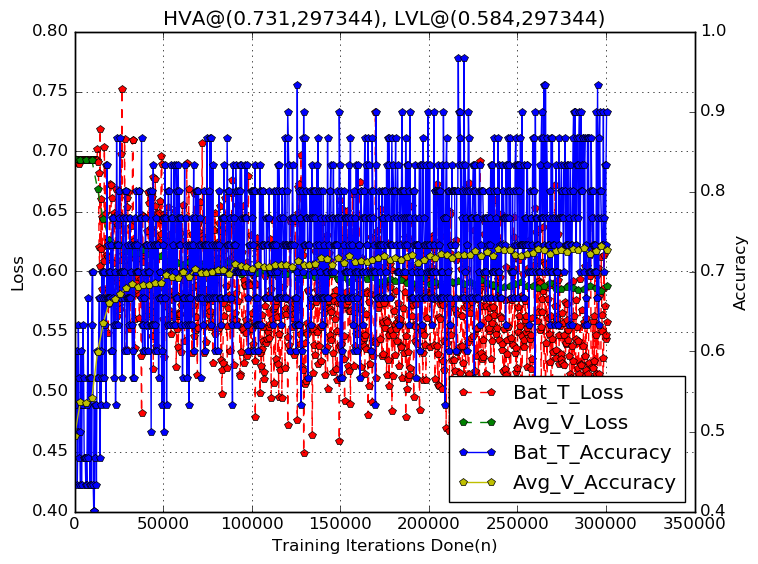 HVA@(0.731,297344), LVL@(0.584,297344)
0.80
0.75
0.70
0.65
0.60
0.55
0.50
0.45
0.40
Loss
1.0
0.9
0.8
0.7
0.6
0.5
0.4
Accuracy
Bat_T_Loss
Avg_V_Loss
Bat_T_Accuracy
Avg_V_Accuracy
0 50000 100000 150000 200000 250000 300000 350000
Training Iterations Done(n)